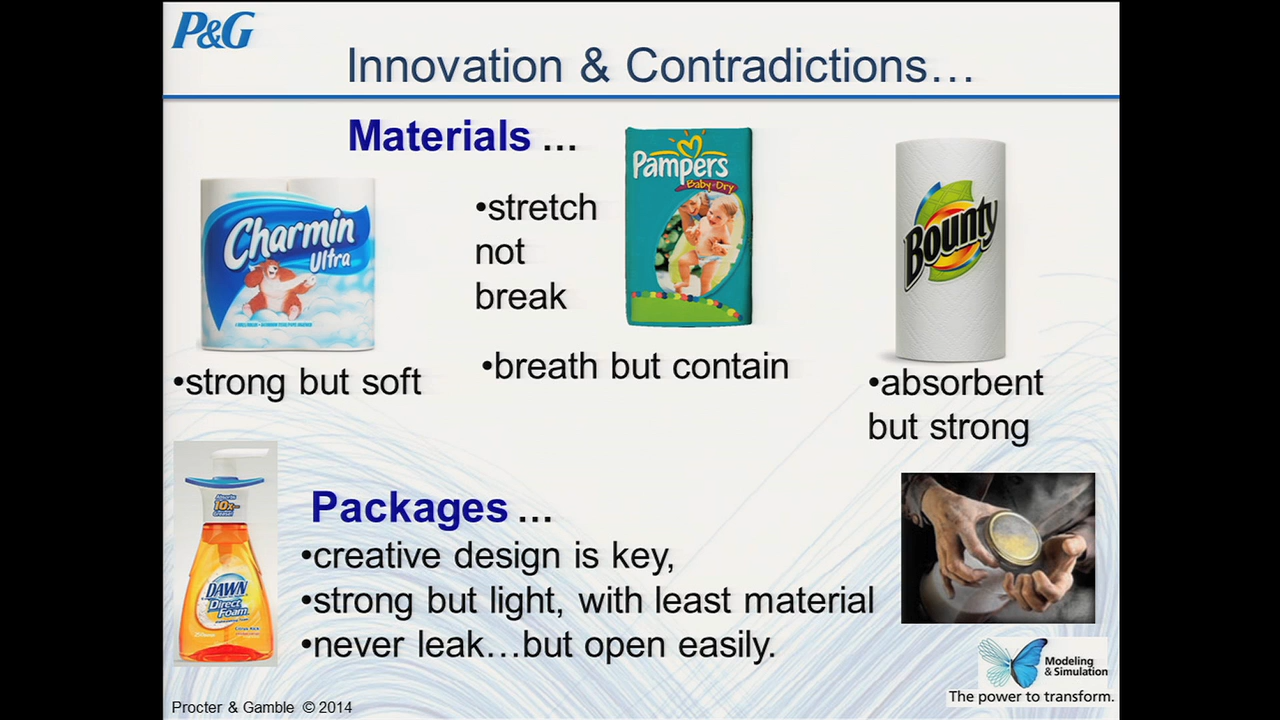 P&G
Innovation & Contradictions…
Materials ...
Charmin
Ultra
•stretch
not
break
Pampers
Baby-Dry
Bounty
•strong but soft
•breath but contain
•absorbent
but strong
10x
DAWN
Direct
Foam
Packages ...
•creative design is key,
•strong but light, with least material
•never leak…but open easily.
Modeling
& Simulation
The power to transform.
Procter & Gamble © 2014